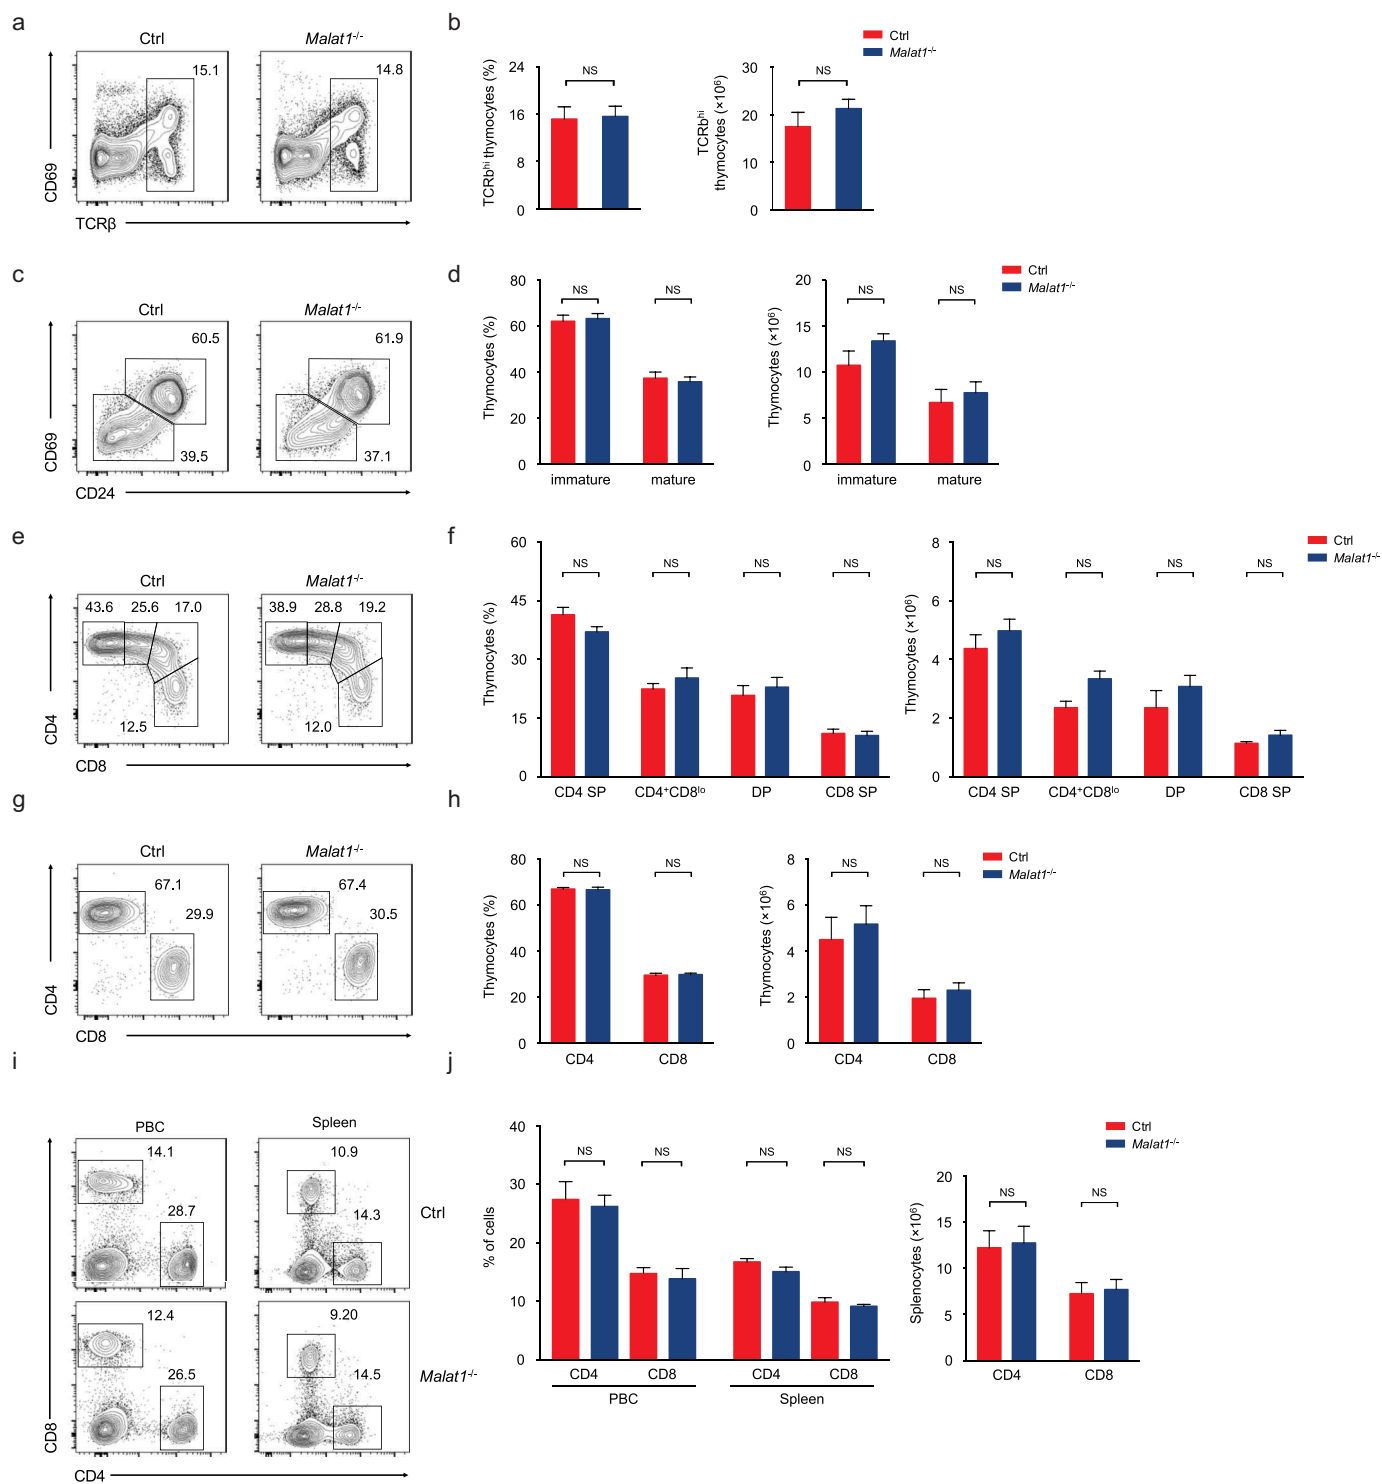 a
Ctrl
Malat1-/-
15.1
14.8
CD69
TCRβ
b
Ctrl
Malat1-/-
TCRbhi thymocytes (%)
24
16
8
0
NS
TCRbhi
thymocytes (×10⁶)
30
20
10
0
NS
c
Ctrl
Malat1-/-
60.5
61.9
39.5
37.1
CD69
CD24
d
Ctrl
Malat1-/-
Thymocytes (%)
80
60
40
20
0
NS
NS
immature
mature
Thymocytes (×10⁶)
20
15
10
5
0
NS
NS
immature
mature
e
Ctrl
Malat1-/-
43.6 25.6 17.0
38.9 28.8 19.2
12.5
12.0
CD4
CD8
f
Ctrl
Malat1-/-
Thymocytes (%)
60
45
30
15
0
NS
NS
NS
NS
CD4 SP
CD4⁺CD8lo
DP
CD8 SP
Thymocytes (×10⁶)
8
6
4
2
0
NS
NS
NS
NS
CD4 SP
CD4⁺CD8lo
DP
CD8 SP
g
Ctrl
Malat1-/-
67.1
67.4
29.9
30.5
CD4
CD8
h
Ctrl
Malat1-/-
Thymocytes (%)
80
60
40
20
0
NS
NS
CD4
CD8
Thymocytes (×10⁶)
8
6
4
2
0
NS
NS
CD4
CD8
i
PBC
Spleen
14.1
10.9
28.7
14.3
Ctrl
12.4
9.20
26.5
14.5
Malat1-/-
CD8
CD4
j
Ctrl
Malat1-/-
% of cells
40
30
20
10
0
NS
NS
NS
NS
CD4
CD8
CD4
CD8
PBC
Spleen
Splenocytes (×10⁶)
20
15
10
5
0
NS
NS
CD4
CD8